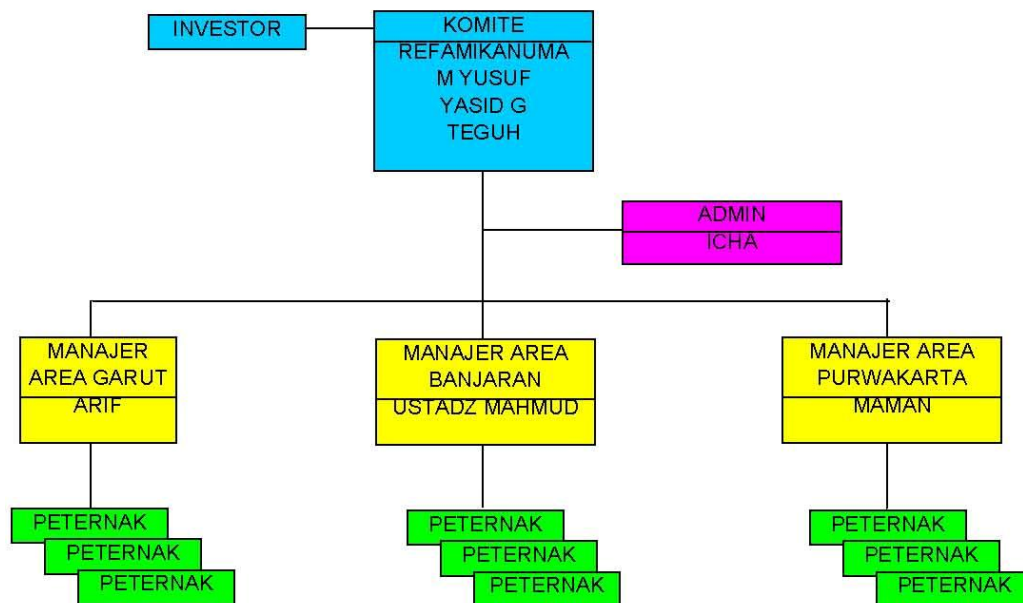 INVESTOR
KOMITE
REFAMIKANUMA
M YUSUF
YASID G
TEGUH
ADMIN
ICHA
MANAJER
AREA GARUT
ARIF
MANAJER AREA
BANJARAN
USTADZ MAHMUD
MANAJER AREA
PURWAKARTA
MAMAN
PETERNAK
PETERNAK
PETERNAK
PETERNAK
PETERNAK
PETERNAK
PETERNAK
PETERNAK
PETERNAK